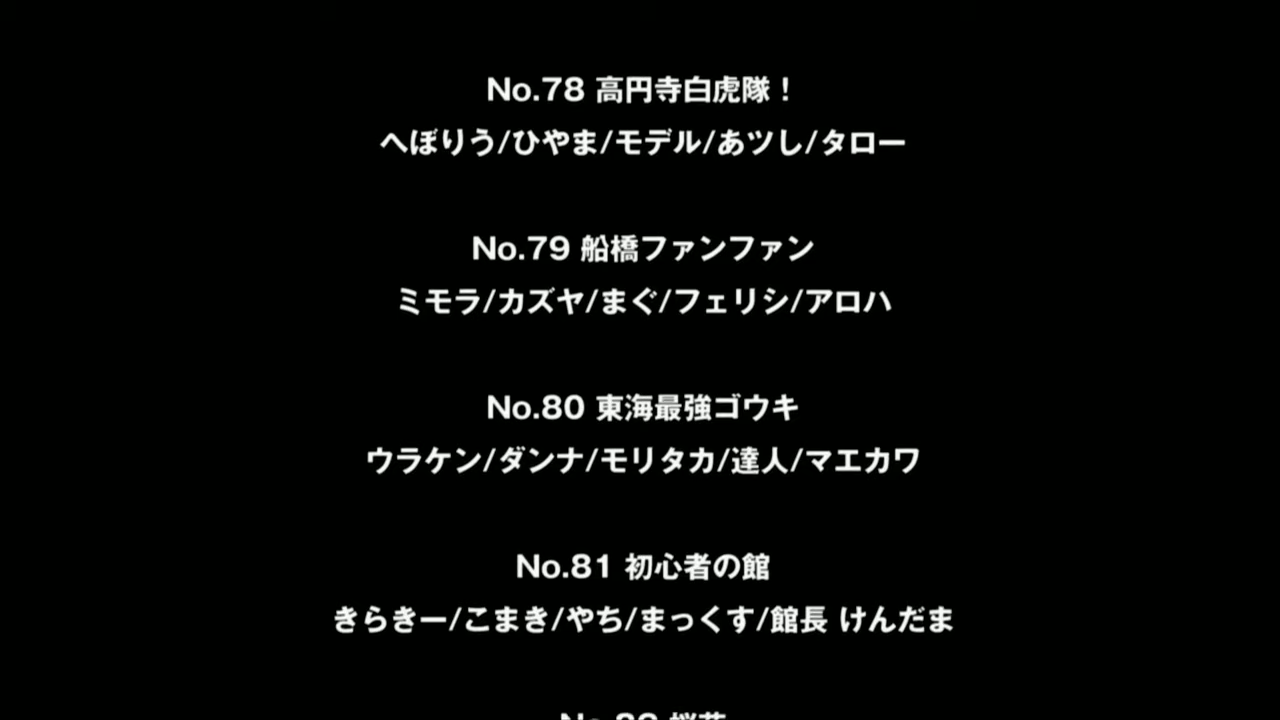 No.78 高円寺白虎隊！
へぼりう/ひやま/モデル/あツし/タロー
No.79 船橋ファンファン
ミモラ/カズヤ/まぐ/フェリシ/アロハ
No.80 東海最強ゴウキ
ウラケン/ダンナ/モリタカ/達人/マエカワ
No.81 初心者の館
きらきー/こまき/やち/まっくす/館長 けんだま